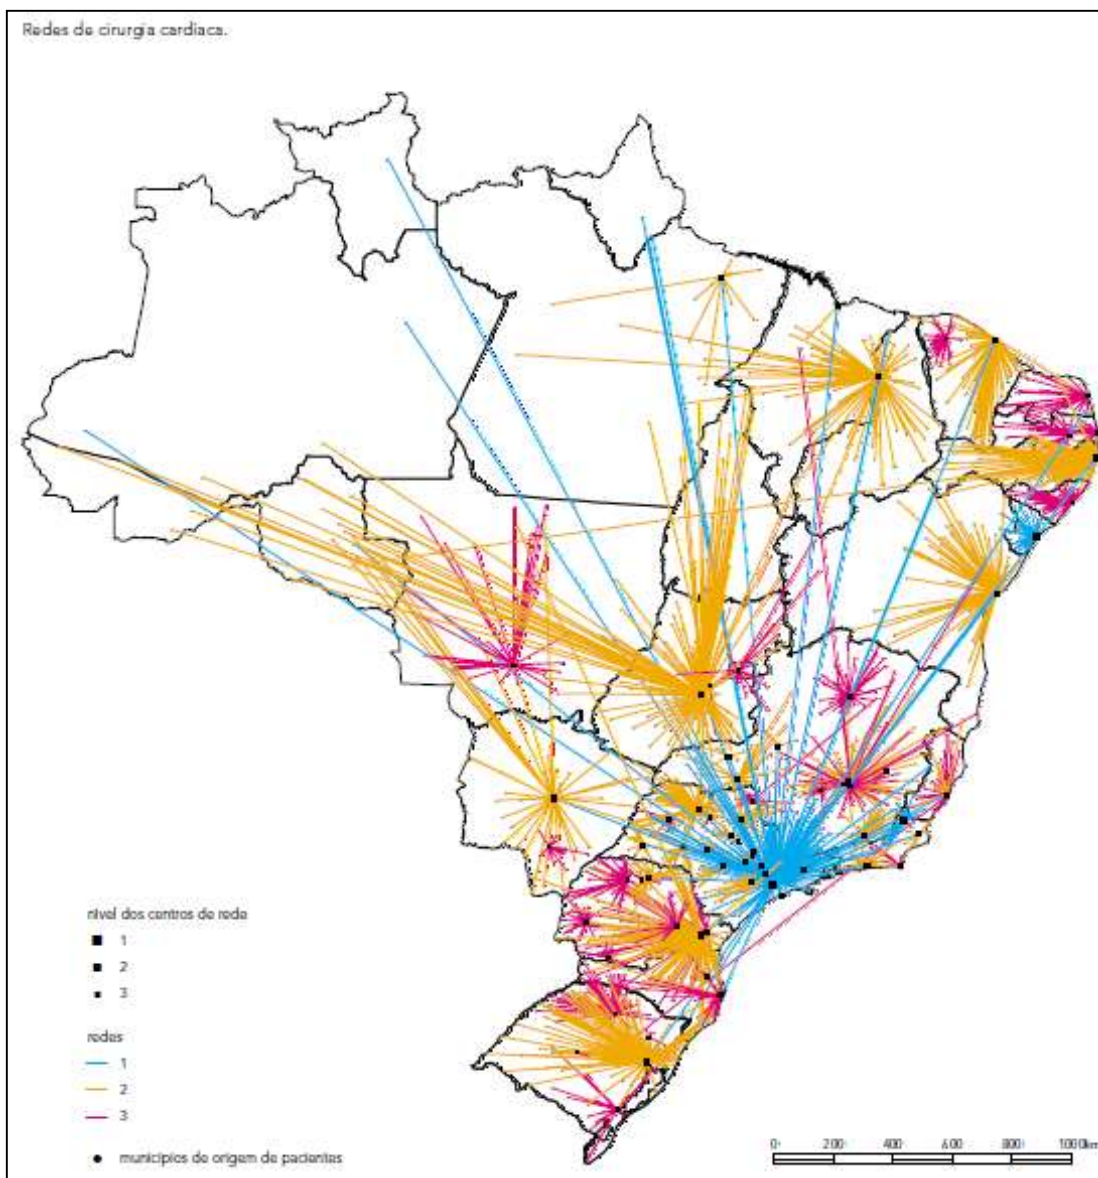 Redes de cirurgia cardíaca.
nível dos centros de rede
1
2
3
redes
1
2
3
municípios de origem de pacientes
0 200 400 600 800 1000km